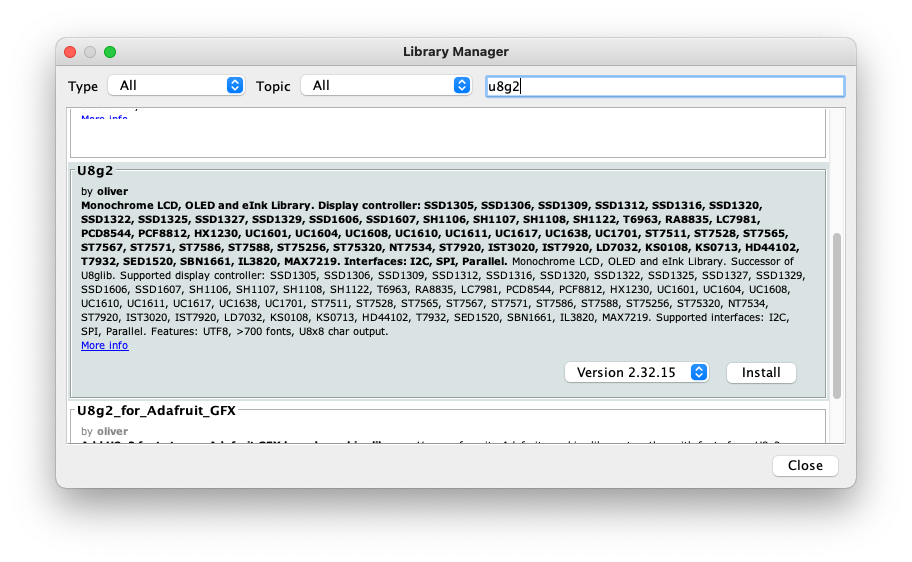 Library Manager
Type All Topic All u8g2
More info
U8g2
by oliver
Monochrome LCD, OLED and eInk Library. Display controller: SSD1305, SSD1306, SSD1309, SSD1312, SSD1316, SSD1320,
SSD1322, SSD1325, SSD1327, SSD1329, SSD1606, SSD1607, SH1106, SH1107, SH1108, SH1122, T6963, RA8835, LC7981,
PCD8544, PCF8812, HX1230, UC1601, UC1604, UC1608, UC1610, UC1611, UC1617, UC1638, UC1701, ST7511, ST7528, ST7565,
ST7567, ST7571, ST7586, ST7588, ST75256, ST75320, NT7534, ST7920, IST3020, IST7920, LD7032, KS0108, KS0713, HD44102,
T7932, SED1520, SBN1661, IL3820, MAX7219. Interfaces: I2C, SPI, Parallel. Monochrome LCD, OLED and eInk Library. Successor of
U8glib. Supported display controller: SSD1305, SSD1306, SSD1309, SSD1312, SSD1316, SSD1320, SSD1322, SSD1325, SSD1327, SSD1329,
SSD1606, SSD1607, SH1106, SH1107, SH1108, SH1122, T6963, RA8835, LC7981, PCD8544, PCF8812, HX1230, UC1601, UC1604, UC1608,
UC1610, UC1611, UC1617, UC1638, UC1701, ST7511, ST7528, ST7565, ST7567, ST7571, ST7586, ST7588, ST75256, ST75320, NT7534,
ST7920, IST3020, IST7920, LD7032, KS0108, KS0713, HD44102, T7932, SED1520, SBN1661, IL3820, MAX7219. Supported interfaces: I2C,
SPI, Parallel. Features: UTF8, >700 fonts, U8x8 char output.
More info
Version 2.32.15 Install
U8g2_for_Adafruit_GFX
by oliver
Close